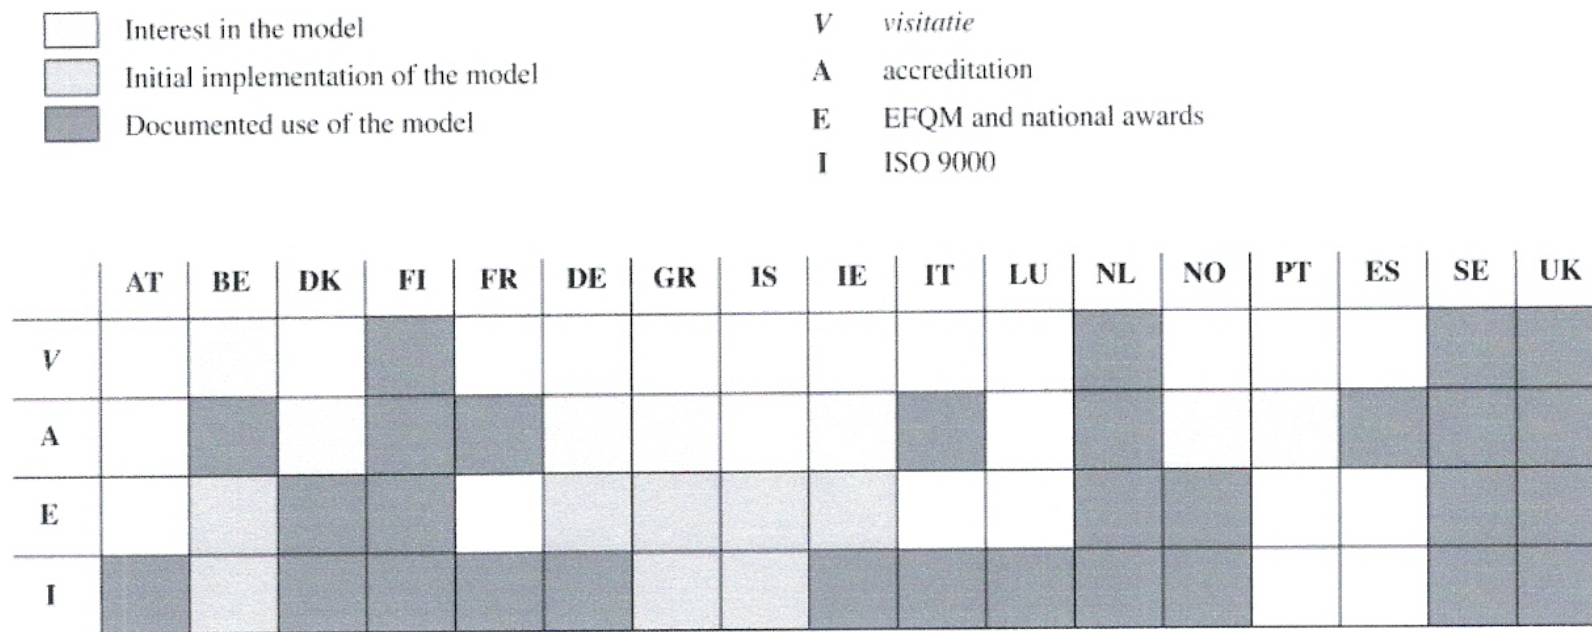 Interest in the model
Initial implementation of the model
Documented use of the model
V visitatie
A accreditation
E EFQM and national awards
I ISO 9000
AT BE DK FI FR DE GR IS IE IT LU NL NO PT ES SE UK
V
A
E
I